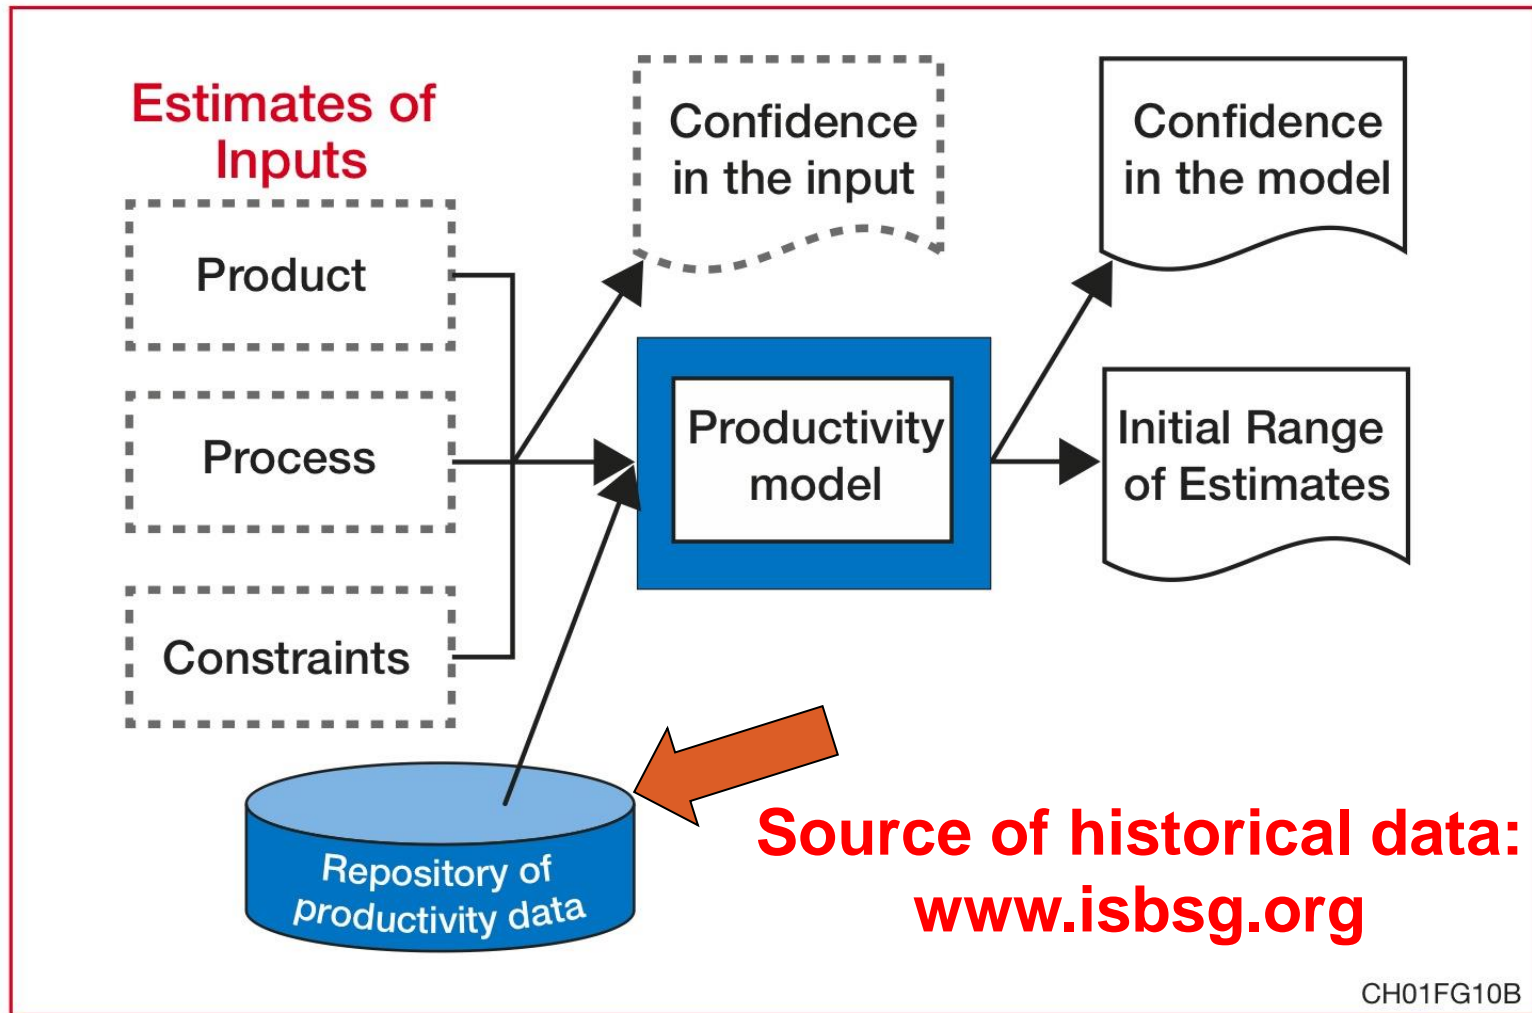 Estimates of
Inputs
Product
Process
Constraints
Confidence
in the input
Productivity
model
Confidence
in the model
Initial Range
of Estimates
Repository of
productivity data
Source of historical data:
www.isbsg.org
CH01FG10B